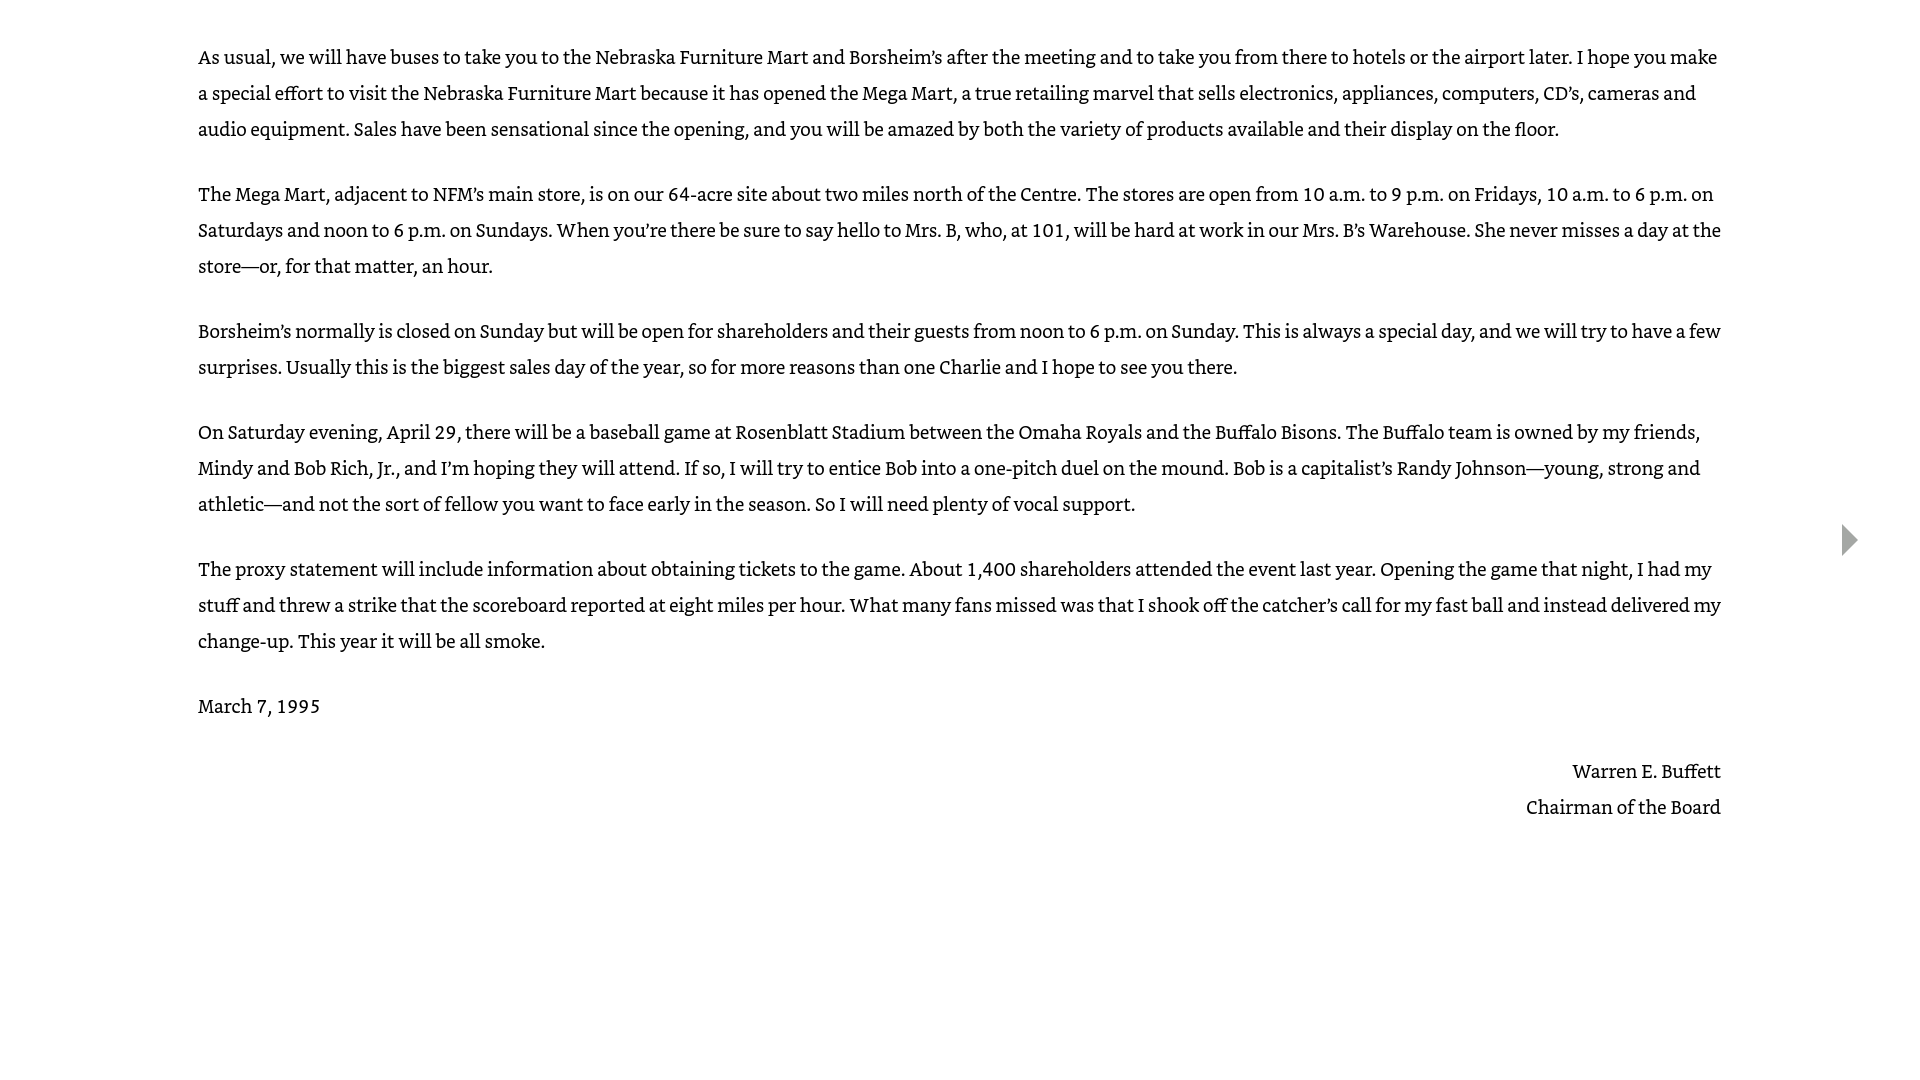 As usual, we will have buses to take you to the Nebraska Furniture Mart and Borsheim’s after the meeting and to take you from there to hotels or the airport later. I hope you make
a special effort to visit the Nebraska Furniture Mart because it has opened the Mega Mart, a true retailing marvel that sells electronics, appliances, computers, CD’s, cameras and
audio equipment. Sales have been sensational since the opening, and you will be amazed by both the variety of products available and their display on the floor.
The Mega Mart, adjacent to NFM’s main store, is on our 64-acre site about two miles north of the Centre. The stores are open from 10 a.m. to 9 p.m. on Fridays, 10 a.m. to 6 p.m. on
Saturdays and noon to 6 p.m. on Sundays. When you’re there be sure to say hello to Mrs. B, who, at 101, will be hard at work in our Mrs. B’s Warehouse. She never misses a day at the
store—or, for that matter, an hour.
Borsheim’s normally is closed on Sunday but will be open for shareholders and their guests from noon to 6 p.m. on Sunday. This is always a special day, and we will try to have a few
surprises. Usually this is the biggest sales day of the year, so for more reasons than one Charlie and I hope to see you there.
On Saturday evening, April 29, there will be a baseball game at Rosenblatt Stadium between the Omaha Royals and the Buffalo Bisons. The Buffalo team is owned by my friends,
Mindy and Bob Rich, Jr., and I’m hoping they will attend. If so, I will try to entice Bob into a one-pitch duel on the mound. Bob is a capitalist’s Randy Johnson—young, strong and
athletic—and not the sort of fellow you want to face early in the season. So I will need plenty of vocal support.
The proxy statement will include information about obtaining tickets to the game. About 1,400 shareholders attended the event last year. Opening the game that night, I had my
stuff and threw a strike that the scoreboard reported at eight miles per hour. What many fans missed was that I shook off the catcher’s call for my fast ball and instead delivered my
change-up. This year it will be all smoke.
March 7, 1995
Warren E. Buffett
Chairman of the Board